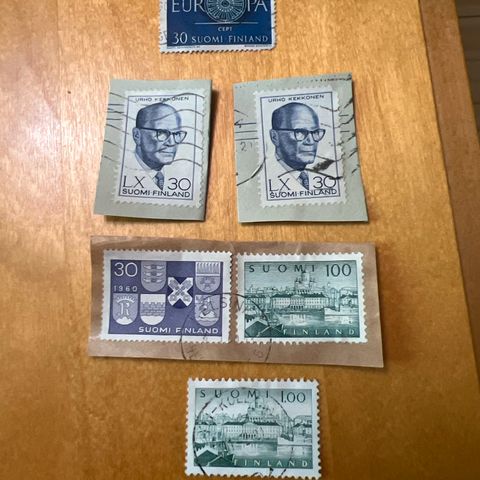 EUROPA
CEPT
30 SUOMI FINLAND
URHO KEKKONEN
LX 30
SUOMI-FINLAND
URHO KEKKONEN
LX 30
SUOMI-FINLAND
30
1960
SUOMI FINLAND
SUOMI 100
FINLAND
SUOMI 1.00
FINLAND